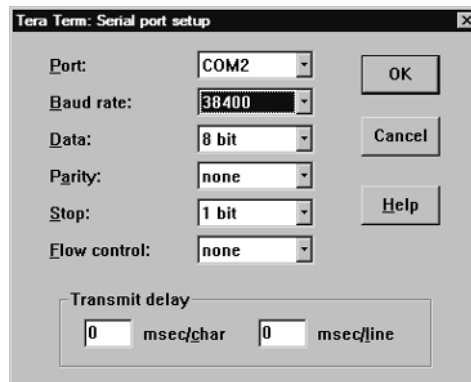 Tera Term: Serial port setup
Port: COM2
OK
Baud rate: 38400
Data: 8 bit
Cancel
Parity: none
Stop: 1 bit
Help
Flow control: none
Transmit delay
0 msec/char 0 msec/line